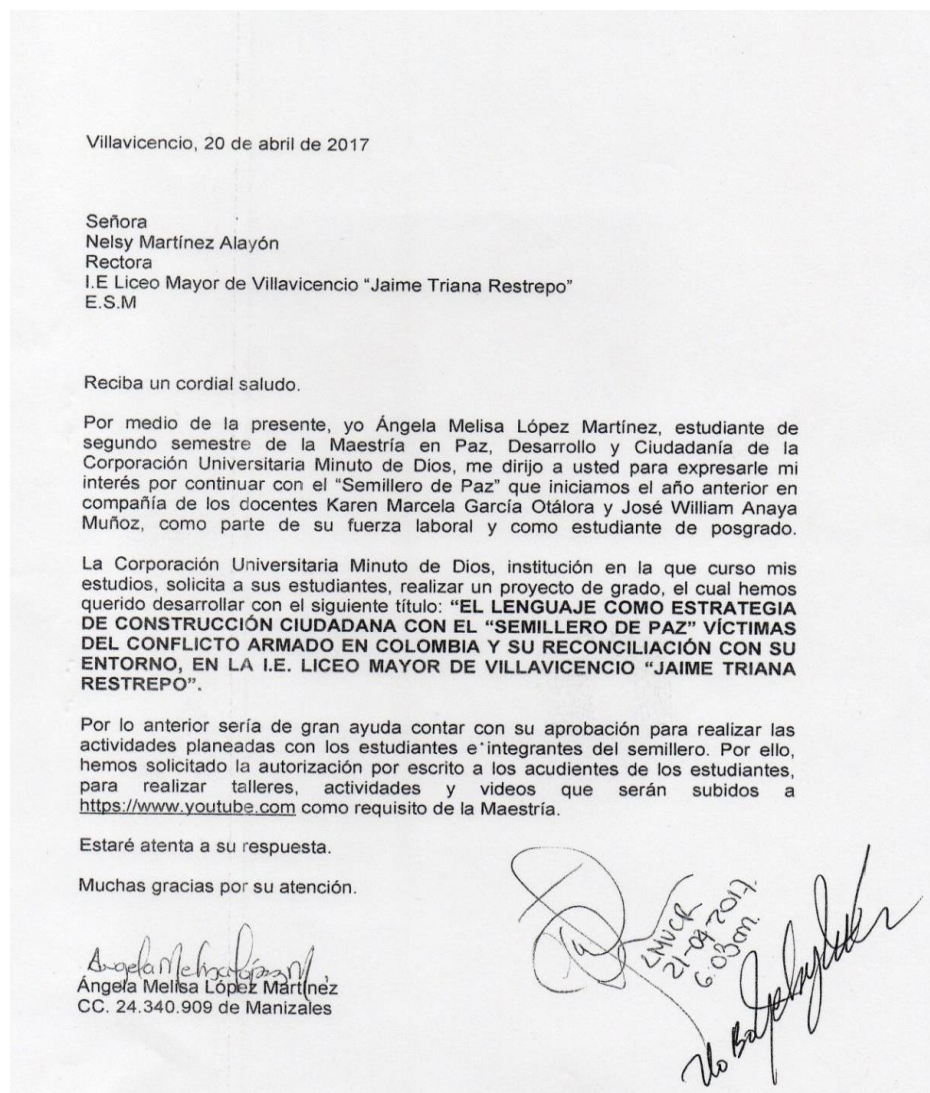 Villavicencio, 20 de abril de 2017
Señora
Nelsy Martínez Alayón
Rectora
I.E Liceo Mayor de Villavicencio “Jaime Triana Restrepo”
E.S.M
Reciba un cordial saludo.
Por medio de la presente, yo Ángela Melisa López Martínez, estudiante de
segundo semestre de la Maestría en Paz, Desarrollo y Ciudadanía de la
Corporación Universitaria Minuto de Dios, me dirijo a usted para expresarle mi
interés por continuar con el “Semillero de Paz” que iniciamos el año anterior en
compañía de los docentes Karen Marcela García Otálora y José William Anaya
Muñoz, como parte de su fuerza laboral y como estudiante de posgrado.
La Corporación Universitaria Minuto de Dios, institución en la que curso mis
estudios, solicita a sus estudiantes, realizar un proyecto de grado, el cual hemos
querido desarrollar con el siguiente título: “EL LENGUAJE COMO ESTRATEGIA
DE CONSTRUCCIÓN CIUDADANA CON EL “SEMILLERO DE PAZ” VÍCTIMAS
DEL CONFLICTO ARMADO EN COLOMBIA Y SU RECONCILIACIÓN CON SU
ENTORNO, EN LA I.E. LICEO MAYOR DE VILLAVICENCIO “JAIME TRIANA
RESTREPO”.
Por lo anterior sería de gran ayuda contar con su aprobación para realizar las
actividades planeadas con los estudiantes e integrantes del semillero. Por ello,
hemos solicitado la autorización por escrito a los acudientes de los estudiantes,
para realizar talleres, actividades y videos que serán subidos a
https://www.youtube.com como requisito de la Maestría.
Estaré atenta a su respuesta.
Muchas gracias por su atención.
Angela Melisa López M.
Ángela Melisa López Martínez
CC. 24.340.909 de Manizales
LMVCR
21-04-2017.
6:03am.
Vo Bo